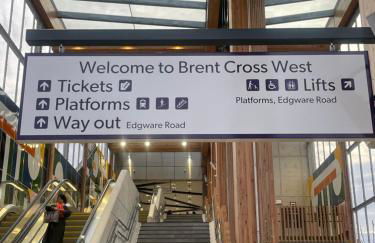 Welcome to Brent Cross West
Tickets
Platforms
Way out Edgware Road
Lifts
Platforms, Edgware Road